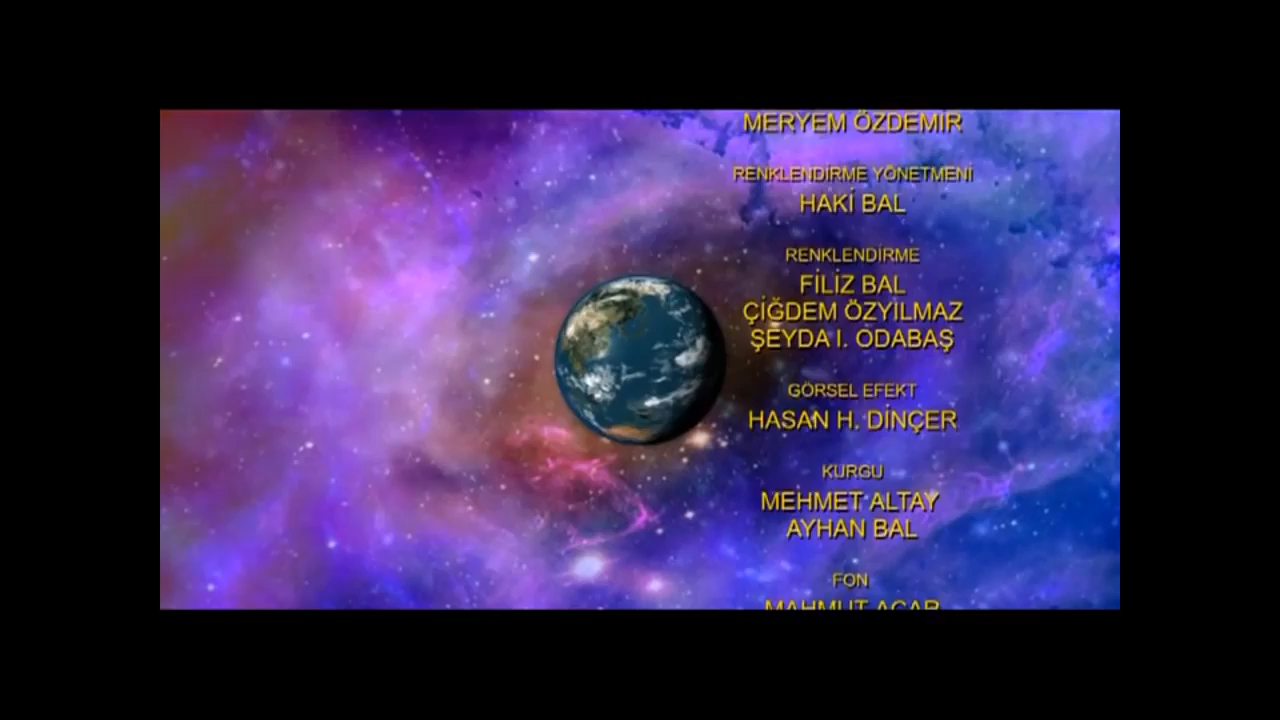 MERYEM ÖZDEMİR
RENKLENDİRME YÖNETMENİ
HAKİ BAL
RENKLENDİRME
FİLİZ BAL
ÇİĞDEM ÖZYILMAZ
ŞEYDA I. ODABAŞ
GÖRSEL EFEKT
HASAN H. DİNÇER
KURGU
MEHMET ALTAY
AYHAN BAL
FON
MAHMUT